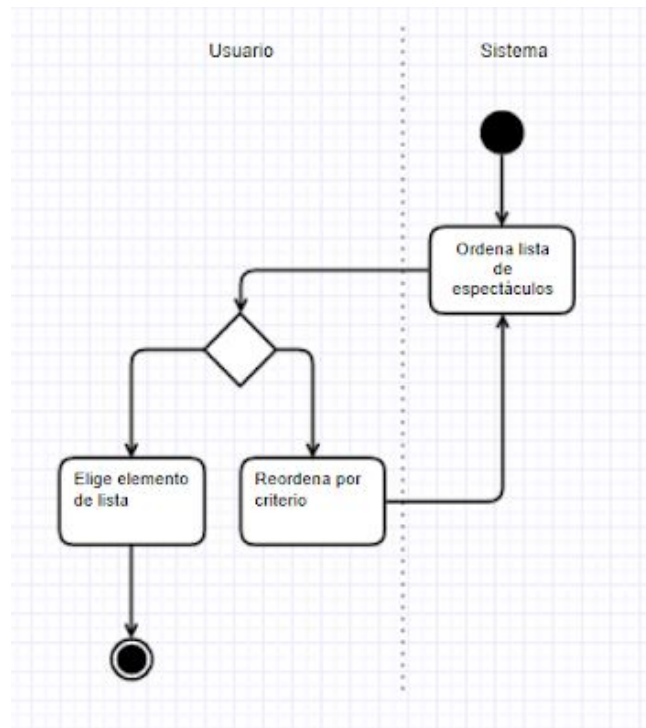 Usuario
Sistema
Ordena lista
de
espectáculos
Elige elemento
de lista
Reordena por
criterio